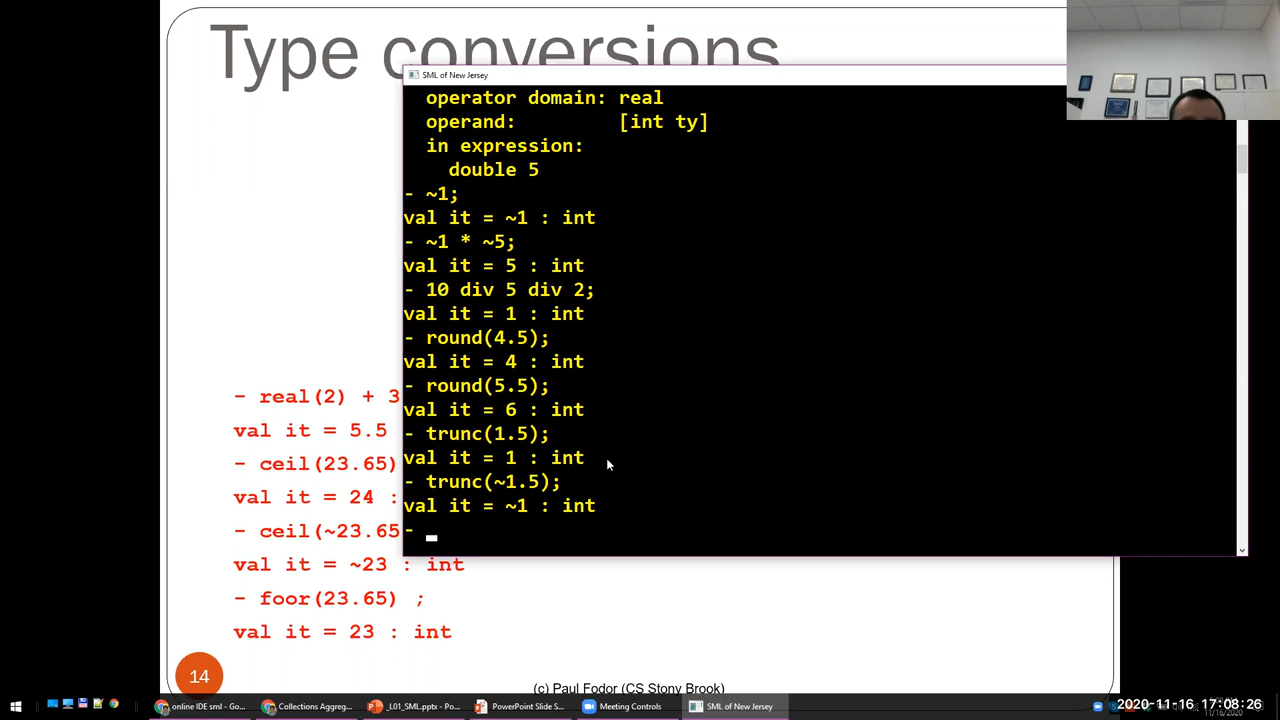 Type conversions
SML of New Jersey
operator domain: real
operand: [int ty]
in expression:
double 5
- ~1;
val it = ~1 : int
- ~1 * ~5;
val it = 5 : int
- 10 div 5 div 2;
val it = 1 : int
- round(4.5);
val it = 4 : int
- round(5.5);
val it = 6 : int
- trunc(1.5);
val it = 1 : int
- trunc(~1.5);
val it = ~1 : int
-
- real(2) + 3
val it = 5.5
- ceil(23.65)
val it = 24 :
- ceil(~23.65
val it = ~23 : int
- foor(23.65) ;
val it = 23 : int
14
(c) Paul Fodor (CS Stony Brook)
online IDE sml - Go...
Collections Aggreg...
L01_SML.pptx - Po...
PowerPoint Slide S...
Meeting Controls
SML of New Jersey
2020-11-16 17:08:26